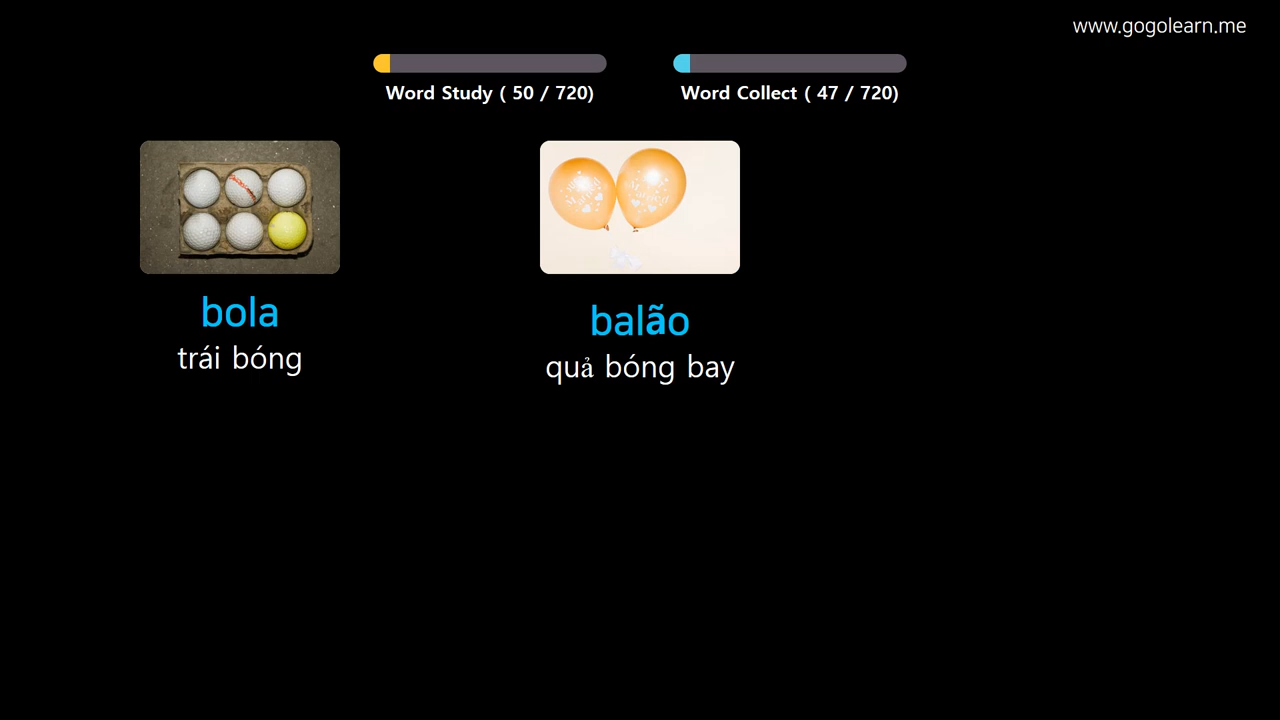 www.gogolearn.me
Word Study ( 50 / 720)
Word Collect ( 47 / 720)
bola
trái bóng
balão
quả bóng bay